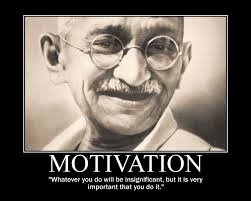 MOTIVATION
"Whatever you do will be insignificant, but it is very
important that you do it."